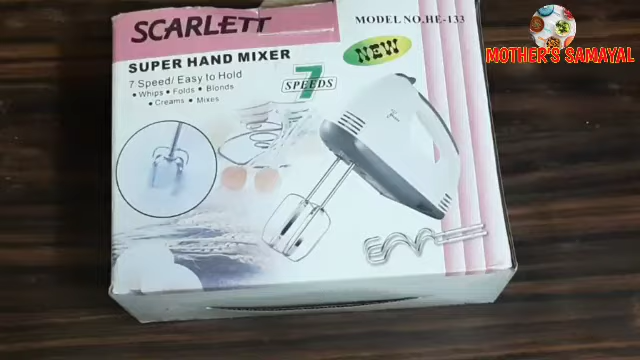 SCARLETT
MODEL NO.HE-133
SUPER HAND MIXER
NEW
7 Speed/ Easy to Hold
• Whips • Folds • Blonds
• Creams • Mixes
7
SPEEDS
MOTHER'S SAMAYAL